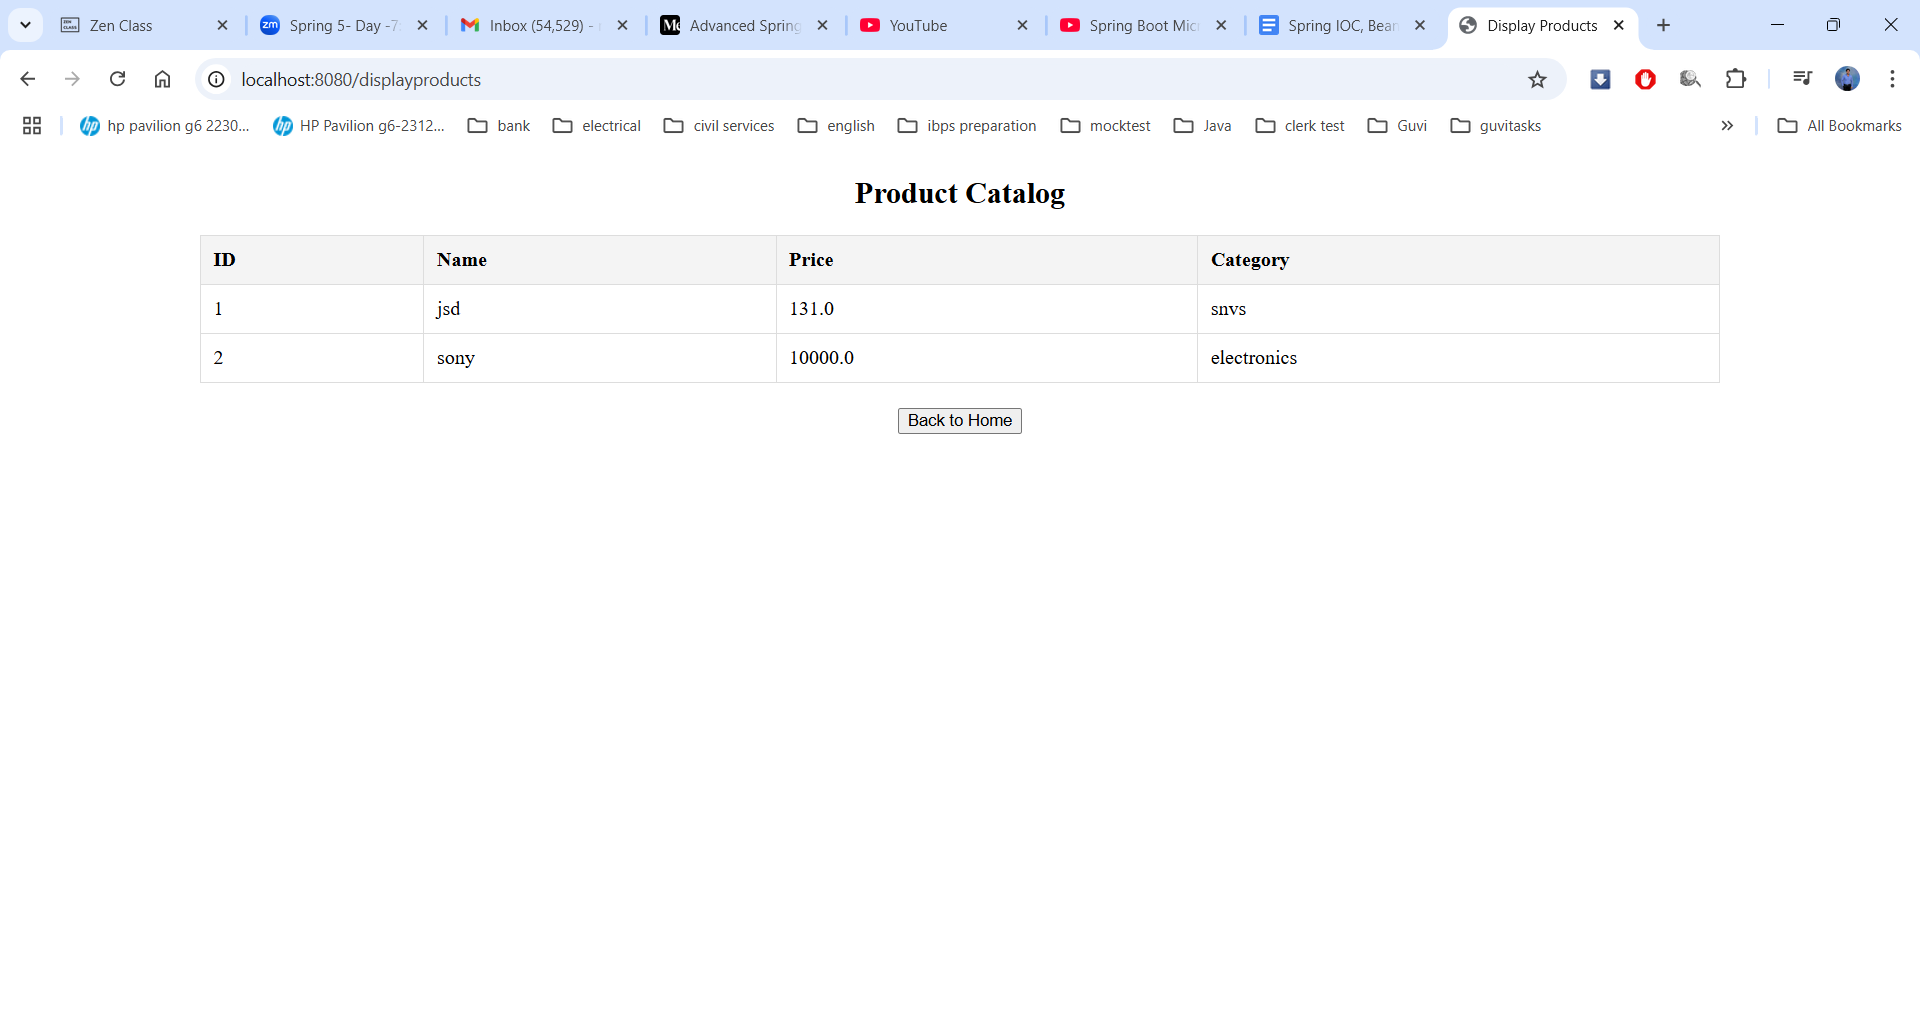 Zen Class
Spring 5- Day -7
Inbox (54,529) -
Advanced Spring
YouTube
Spring Boot Mic
Spring IOC, Bean
Display Products
localhost:8080/displayproducts
hp pavilion g6 2230...
HP Pavilion g6-2312...
bank
electrical
civil services
english
ibps preparation
mocktest
Java
clerk test
Guvi
guvitasks
All Bookmarks
Product Catalog
ID Name Price Category
1 jsd 131.0 snvs
2 sony 10000.0 electronics
Back to Home